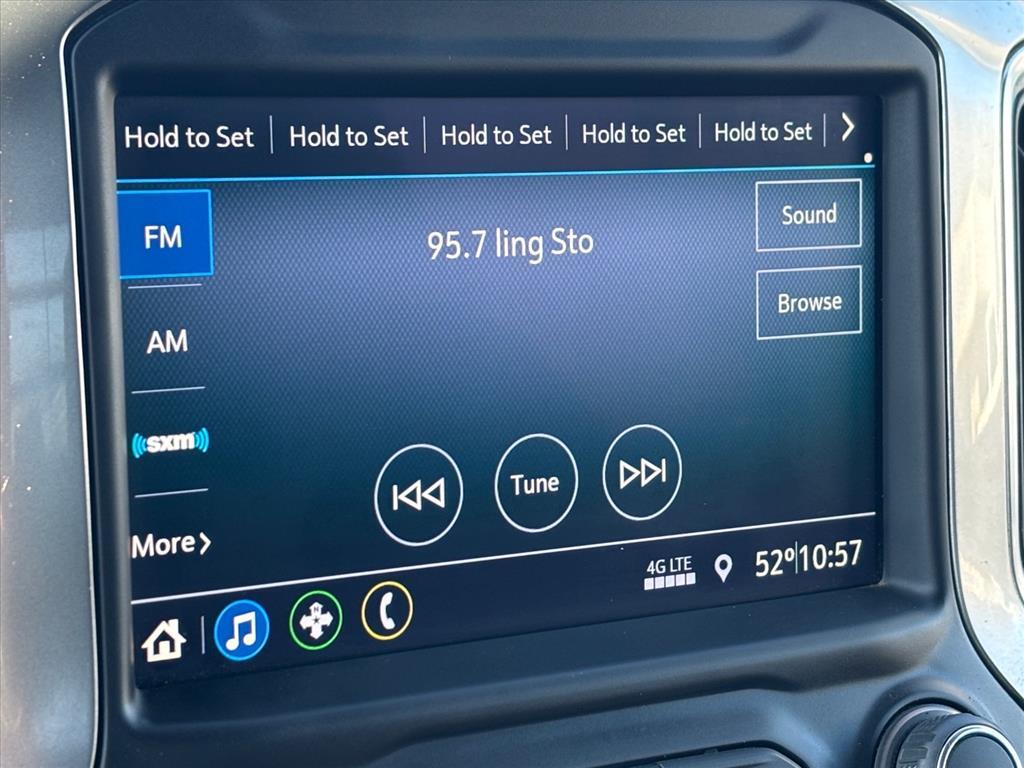 Hold to Set Hold to Set Hold to Set Hold to Set Hold to Set >
FM
95.7 ling Sto
Sound
Browse
AM
sxm
More >
Tune
4G LTE
52º 10:57
N